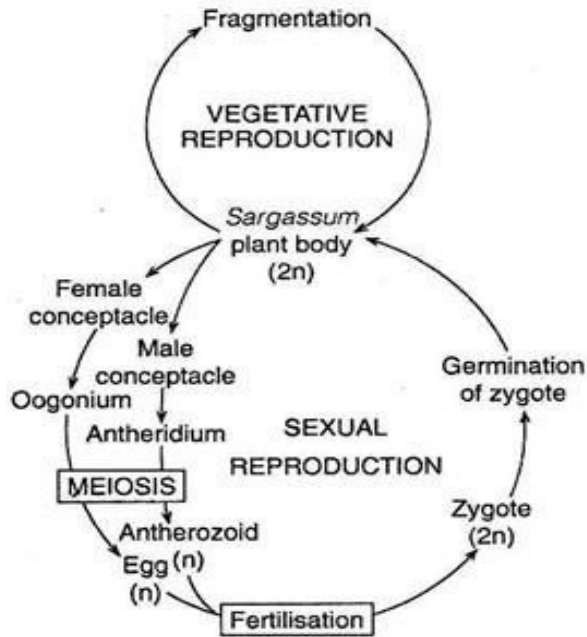 Fragmentation
VEGETATIVE
REPRODUCTION
Sargassum
plant body
(2n)
Female
conceptacle
Male
conceptacle
Oogonium
Antheridium
MEIOSIS
Antherozoid
(n)
Egg
(n)
SEXUAL
REPRODUCTION
Germination
of zygote
Zygote
(2n)
Fertilisation